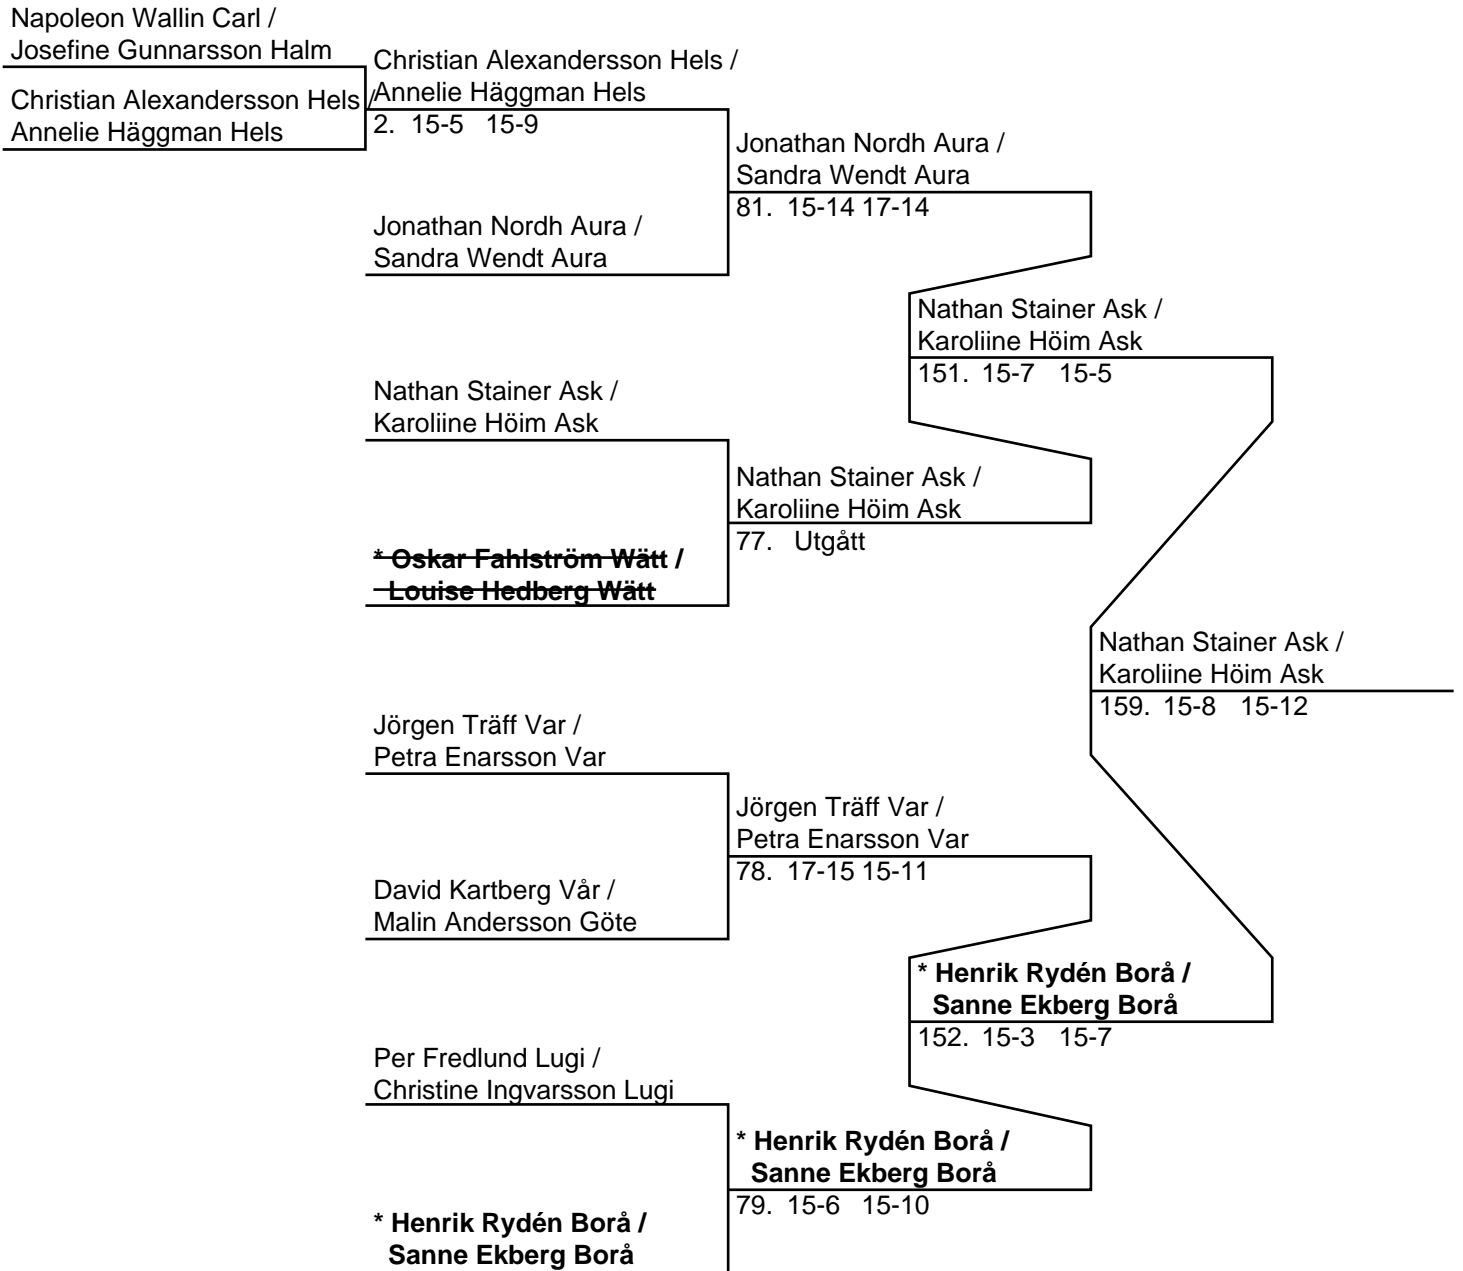 Napoleon Wallin Carl /
Josefine Gunnarsson Halm
Christian Alexandersson Hels /
Annelie Häggman Hels
Christian Alexandersson Hels /
Annelie Häggman Hels
2. 15-5 15-9
Jonathan Nordh Aura /
Sandra Wendt Aura
Jonathan Nordh Aura /
Sandra Wendt Aura
81. 15-14 17-14
Nathan Stainer Ask /
Karoliine Höim Ask
151. 15-7 15-5
Nathan Stainer Ask /
Karoliine Höim Ask
Nathan Stainer Ask /
Karoliine Höim Ask
77. Utgått
* Oskar Fahlström Wätt /
Louise Hedberg Wätt
Nathan Stainer Ask /
Karoliine Höim Ask
159. 15-8 15-12
Jörgen Träff Var /
Petra Enarsson Var
Jörgen Träff Var /
Petra Enarsson Var
78. 17-15 15-11
David Kartberg Vår /
Malin Andersson Göte
* Henrik Rydén Borå /
Sanne Ekberg Borå
152. 15-3 15-7
Per Fredlund Lugi /
Christine Ingvarsson Lugi
* Henrik Rydén Borå /
Sanne Ekberg Borå
79. 15-6 15-10
* Henrik Rydén Borå /
Sanne Ekberg Borå